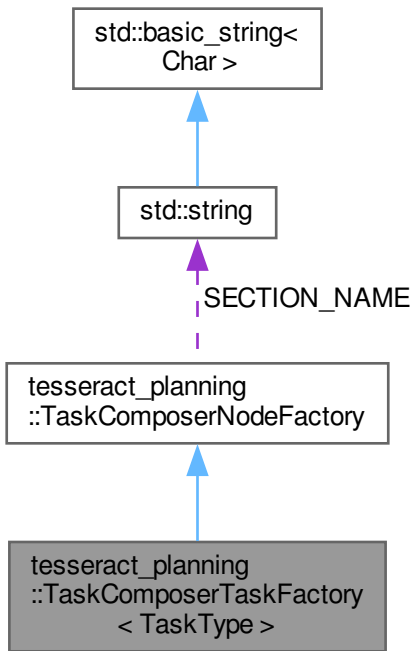 std::basic_string<
Char >
std::string
SECTION_NAME
tesseract_planning
::TaskComposerNodeFactory
tesseract_planning
::TaskComposerTaskFactory
< TaskType >